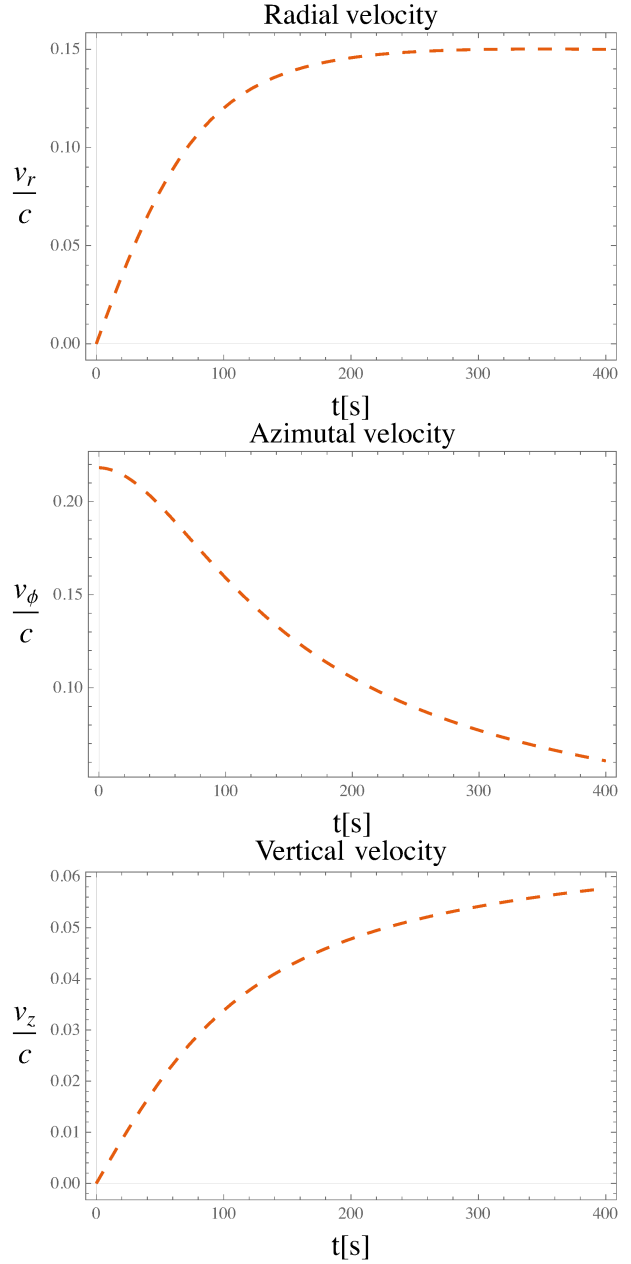 Radial velocity
0.15
0.10
v_r
c
0.05
0.00
0 100 200 300 400
t[s]
Azimutal velocity
0.20
v_ϕ
c
0.15
0.10
0 100 200 300 400
t[s]
Vertical velocity
0.06
0.05
0.04
v_z
c
0.03
0.02
0.01
0.00
0 100 200 300 400
t[s]